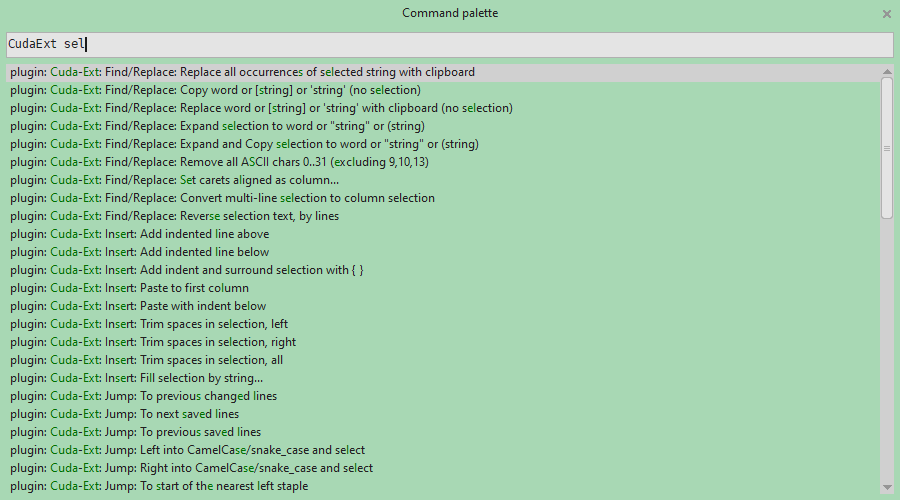 Command palette
CudaExt sel
plugin: Cuda-Ext: Find/Replace: Replace all occurrences of selected string with clipboard
plugin: Cuda-Ext: Find/Replace: Copy word or [string] or 'string' (no selection)
plugin: Cuda-Ext: Find/Replace: Replace word or [string] or 'string' with clipboard (no selection)
plugin: Cuda-Ext: Find/Replace: Expand selection to word or "string" or (string)
plugin: Cuda-Ext: Find/Replace: Expand and Copy selection to word or "string" or (string)
plugin: Cuda-Ext: Find/Replace: Remove all ASCII chars 0..31 (excluding 9,10,13)
plugin: Cuda-Ext: Find/Replace: Set carets aligned as column...
plugin: Cuda-Ext: Find/Replace: Convert multi-line selection to column selection
plugin: Cuda-Ext: Find/Replace: Reverse selection text, by lines
plugin: Cuda-Ext: Insert: Add indented line above
plugin: Cuda-Ext: Insert: Add indented line below
plugin: Cuda-Ext: Insert: Add indent and surround selection with { }
plugin: Cuda-Ext: Insert: Paste to first column
plugin: Cuda-Ext: Insert: Paste with indent below
plugin: Cuda-Ext: Insert: Trim spaces in selection, left
plugin: Cuda-Ext: Insert: Trim spaces in selection, right
plugin: Cuda-Ext: Insert: Trim spaces in selection, all
plugin: Cuda-Ext: Insert: Fill selection by string...
plugin: Cuda-Ext: Jump: To previous changed lines
plugin: Cuda-Ext: Jump: To next saved lines
plugin: Cuda-Ext: Jump: To previous saved lines
plugin: Cuda-Ext: Jump: Left into CamelCase/snake_case and select
plugin: Cuda-Ext: Jump: Right into CamelCase/snake_case and select
plugin: Cuda-Ext: Jump: To start of the nearest left staple